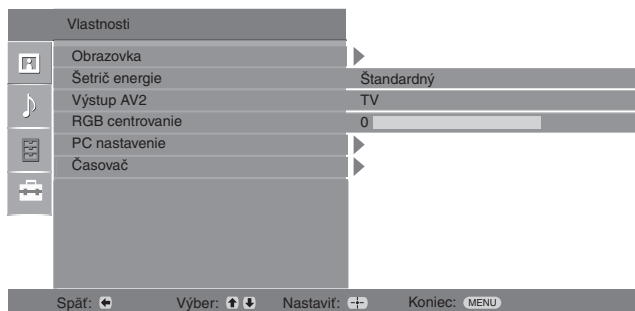 Vlastnosti
Obrazovka
Šetrič energie Štandardný
Výstup AV2 TV
RGB centrovanie 0
PC nastavenie
Časovač
Späť: Výber: Nastaviť: Koniec: MENU